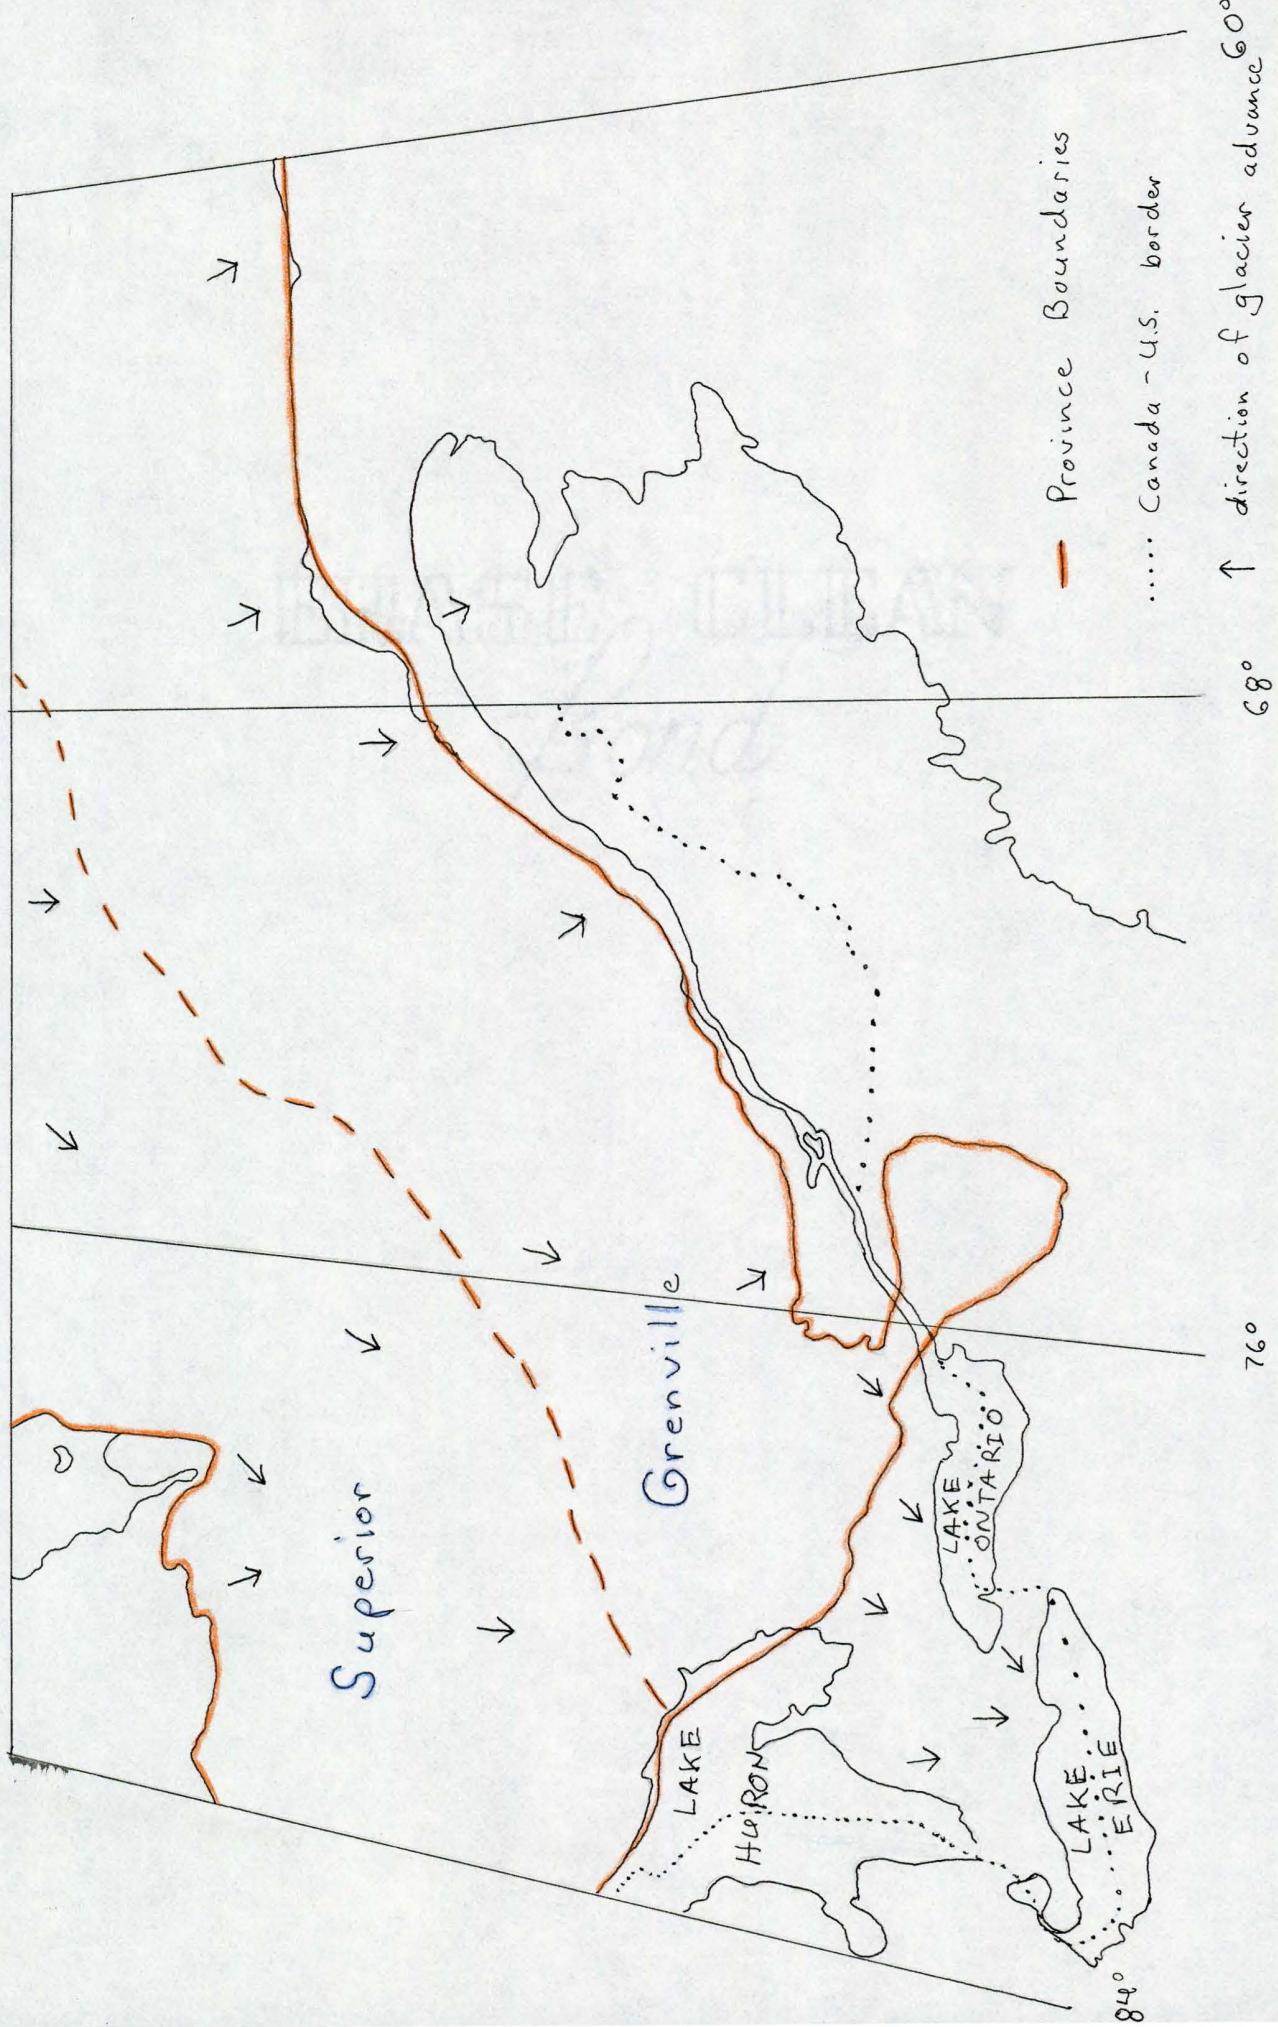 Superior
Grenville
LAKE
HURON
LAKE
ONTARIO
LAKE
ERIE
Province Boundaries
Canada - U.S. border
direction of glacier advance
84°
76°
68°
60°